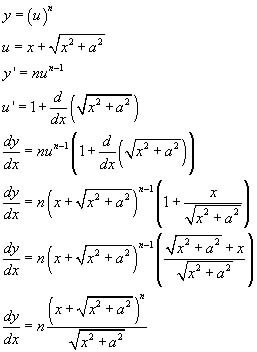 y = (u)^n
u = x + √(x² + a²)
y' = nu^(n−1)
u' = 1 + d/dx (√(x² + a²))
dy/dx = nu^(n−1) (1 + d/dx (√(x² + a²)))
dy/dx = n (x + √(x² + a²))^(n−1) (1 + x/√(x² + a²))
dy/dx = n (x + √(x² + a²))^(n−1) ((√(x² + a²) + x)/√(x² + a²))
dy/dx = n (x + √(x² + a²))^n/√(x² + a²)